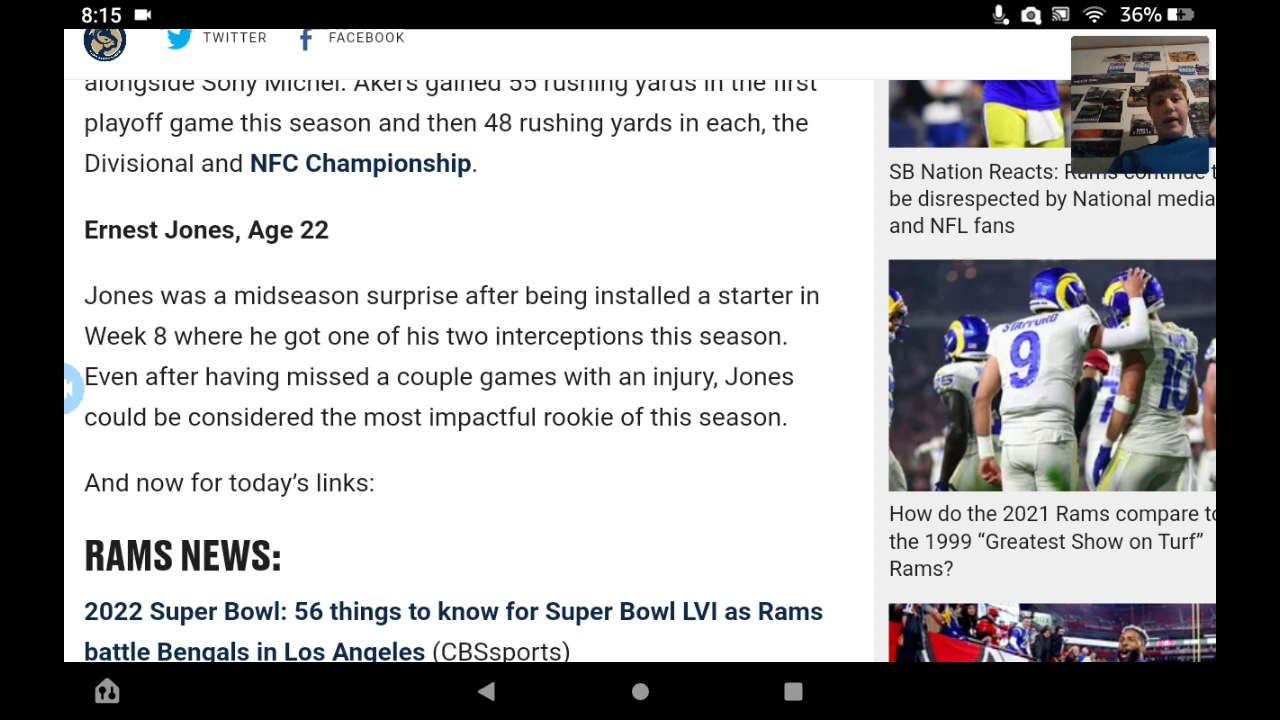 8:15
36%
TWITTER
FACEBOOK
alongside Sony Michel. Akers gained 55 rushing yards in the first
playoff game this season and then 48 rushing yards in each, the
Divisional and NFC Championship.
Ernest Jones, Age 22
Jones was a midseason surprise after being installed a starter in
Week 8 where he got one of his two interceptions this season.
Even after having missed a couple games with an injury, Jones
could be considered the most impactful rookie of this season.
And now for today’s links:
RAMS NEWS:
2022 Super Bowl: 56 things to know for Super Bowl LVI as Rams
battle Bengals in Los Angeles (CBSsports)
SB Nation Reacts: Rams continue t
be disrespected by National media
and NFL fans
STAFFORD
9
10
How do the 2021 Rams compare to
the 1999 “Greatest Show on Turf”
Rams?